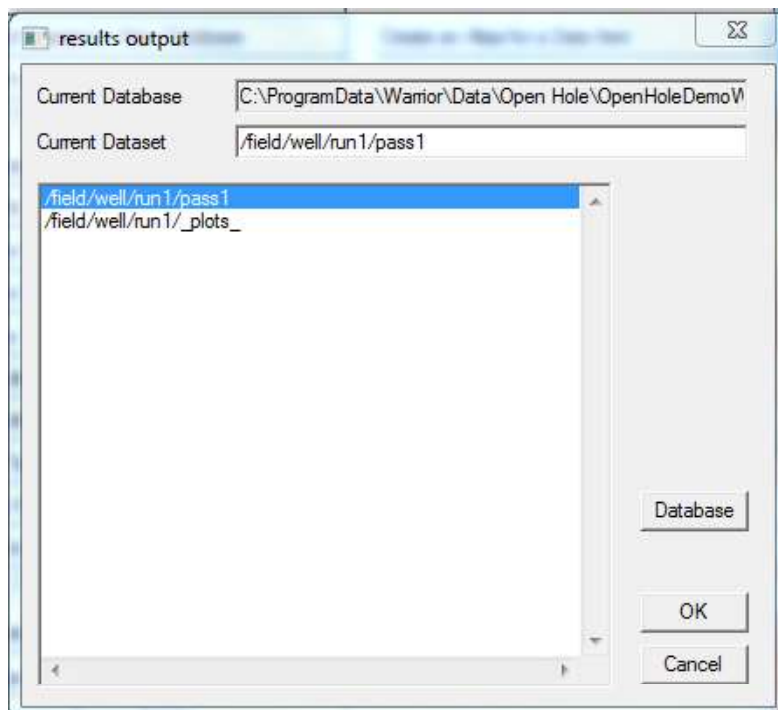 results output
Current Database
C:\ProgramData\Warrior\Data\Open Hole\OpenHoleDemoW
Current Dataset
/field/well/run1/pass1
/field/well/run1/pass1
/field/well/run1/_plots_
Database
OK
Cancel